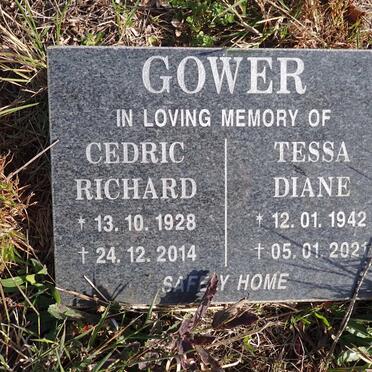 GOWER
IN LOVING MEMORY OF
CEDRIC
RICHARD
* 13. 10. 1928
† 24. 12. 2014
TESSA
DIANE
* 12. 01. 1942
† 05. 01. 2021
SAFELY HOME